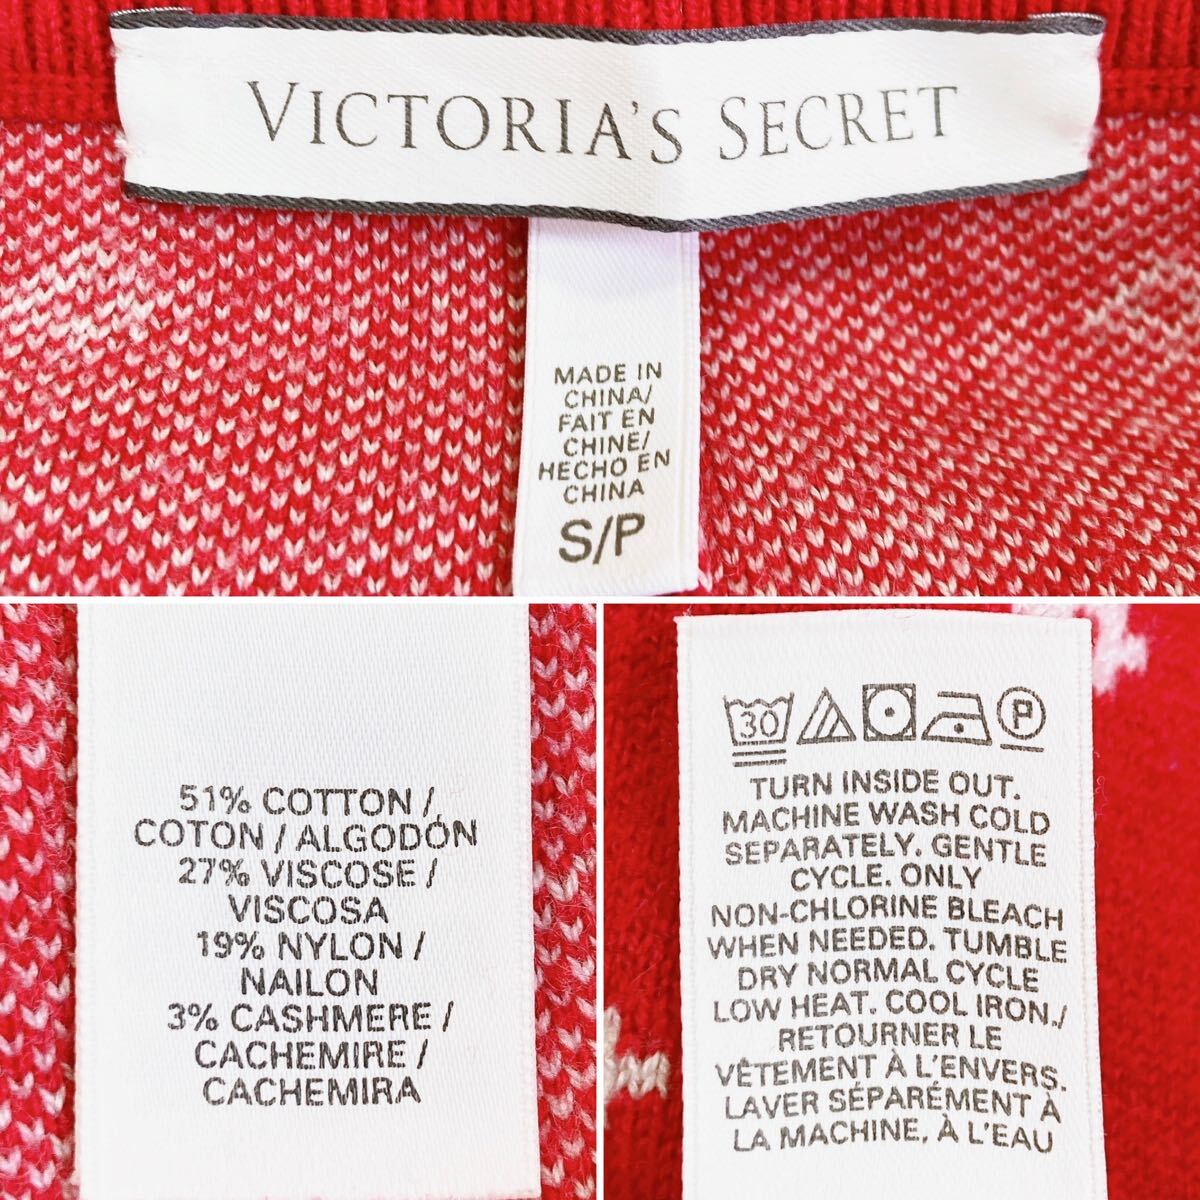 VICTORIA'S SECRET
MADE IN
CHINA/
FAIT EN
CHINE/
HECHO EN
CHINA
S/P
51% COTTON /
COTON / ALGODÓN
27% VISCOSE /
VISCOSA
19% NYLON /
NAILON
3% CASHMERE /
CACHEMIRE /
CACHEMIRA
30
P
TURN INSIDE OUT.
MACHINE WASH COLD
SEPARATELY. GENTLE
CYCLE. ONLY
NON-CHLORINE BLEACH
WHEN NEEDED. TUMBLE
DRY NORMAL CYCLE
LOW HEAT. COOL IRON./
RETOURNER LE
VÊTEMENT À L'ENVERS.
LAVER SÉPARÉMENT À
LA MACHINE, À L'EAU